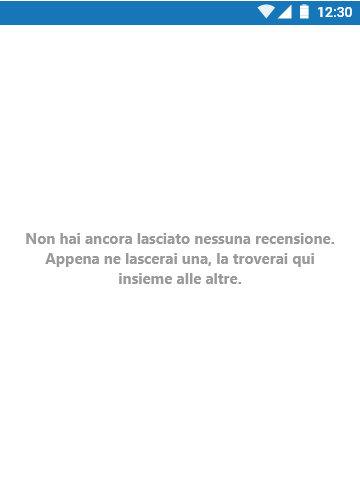 12:30
Non hai ancora lasciato nessuna recensione.
Appena ne lascerai una, la troverai qui
insieme alle altre.